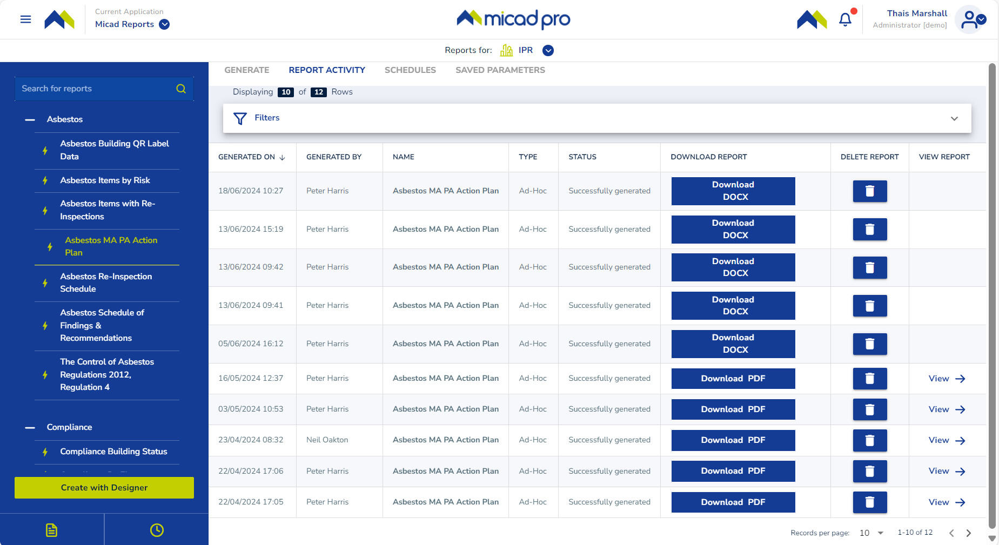 Current Application
Micad Reports
micad pro
Thais Marshall
Administrator [demo]
Reports for: IPR
Search for reports
Asbestos
Asbestos Building QR Label
Data
Asbestos Items by Risk
Asbestos Items with Re-
Inspections
Asbestos MA PA Action
Plan
Asbestos Re-Inspection
Schedule
Asbestos Schedule of
Findings &
Recommendations
The Control of Asbestos
Regulations 2012,
Regulation 4
Compliance
Compliance Building Status
Create with Designer
GENERATE REPORT ACTIVITY SCHEDULES SAVED PARAMETERS
Displaying 10 of 12 Rows
Filters
GENERATED ON GENERATED BY NAME TYPE STATUS DOWNLOAD REPORT DELETE REPORT VIEW REPORT
18/06/2024 10:27 Peter Harris Asbestos MA PA Action Plan Ad-Hoc Successfully generated Download
DOCX
13/06/2024 15:19 Peter Harris Asbestos MA PA Action Plan Ad-Hoc Successfully generated Download
DOCX
13/06/2024 09:42 Peter Harris Asbestos MA PA Action Plan Ad-Hoc Successfully generated Download
DOCX
13/06/2024 09:41 Peter Harris Asbestos MA PA Action Plan Ad-Hoc Successfully generated Download
DOCX
05/06/2024 16:12 Peter Harris Asbestos MA PA Action Plan Ad-Hoc Successfully generated Download
DOCX
16/05/2024 12:37 Peter Harris Asbestos MA PA Action Plan Ad-Hoc Successfully generated Download PDF View
03/05/2024 10:53 Peter Harris Asbestos MA PA Action Plan Ad-Hoc Successfully generated Download PDF View
23/04/2024 08:32 Neil Oakton Asbestos MA PA Action Plan Ad-Hoc Successfully generated Download PDF View
22/04/2024 17:06 Peter Harris Asbestos MA PA Action Plan Ad-Hoc Successfully generated Download PDF View
22/04/2024 17:05 Peter Harris Asbestos MA PA Action Plan Ad-Hoc Successfully generated Download PDF View
Records per page: 10 1-10 of 12